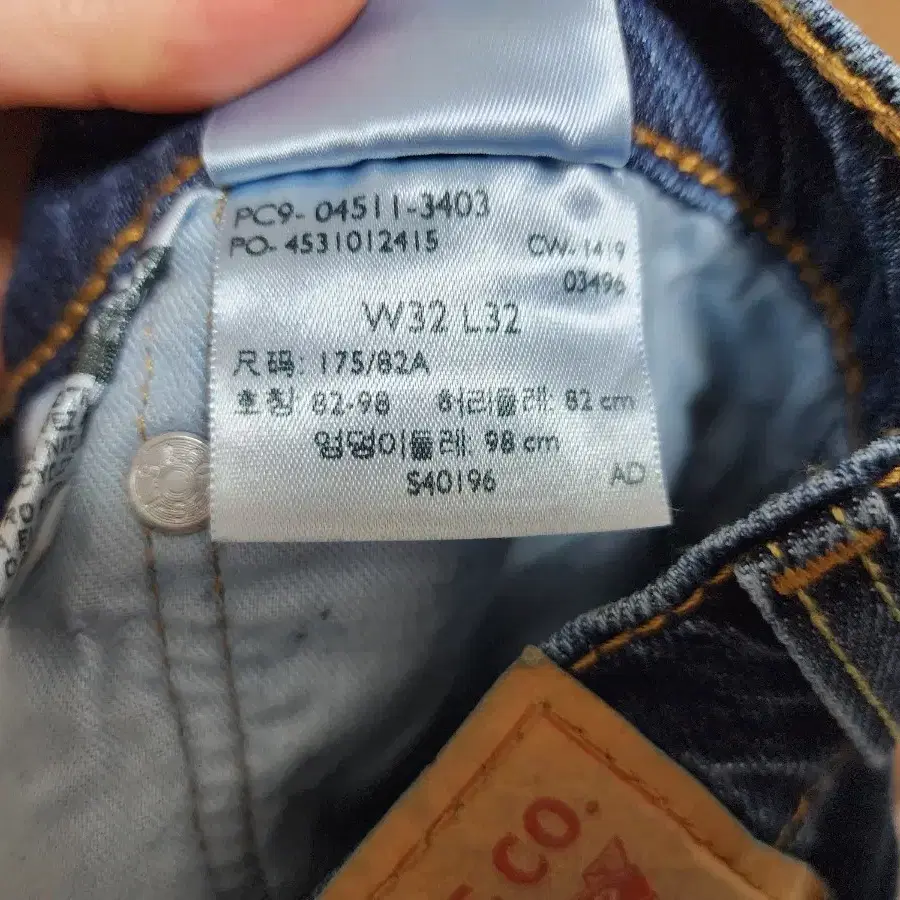 PC9- 04511-3403
PO- 4531012415 CW- 1419
03496
W32 L32
尺码: 175/82A
호칭: 82-98 허리둘레: 82 cm
엉덩이둘레: 98 cm
S40196 AD
CO.